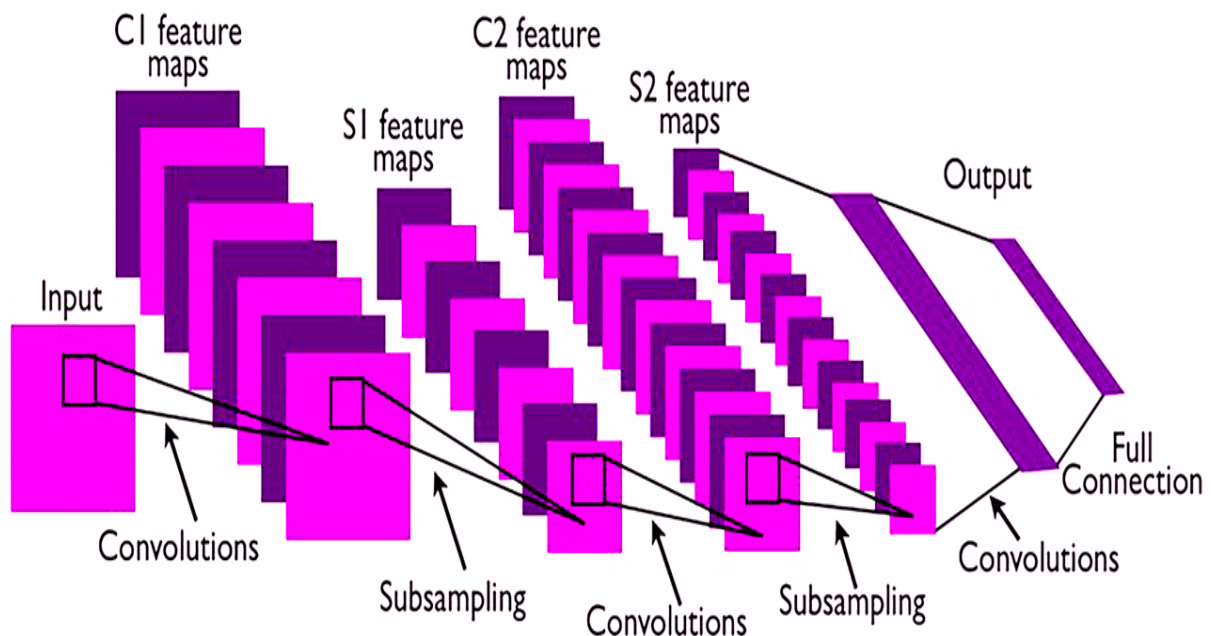 C1 feature
maps
S1 feature
maps
C2 feature
maps
S2 feature
maps
Output
Input
Convolutions
Subsampling
Convolutions
Subsampling
Convolutions
Full
Connection